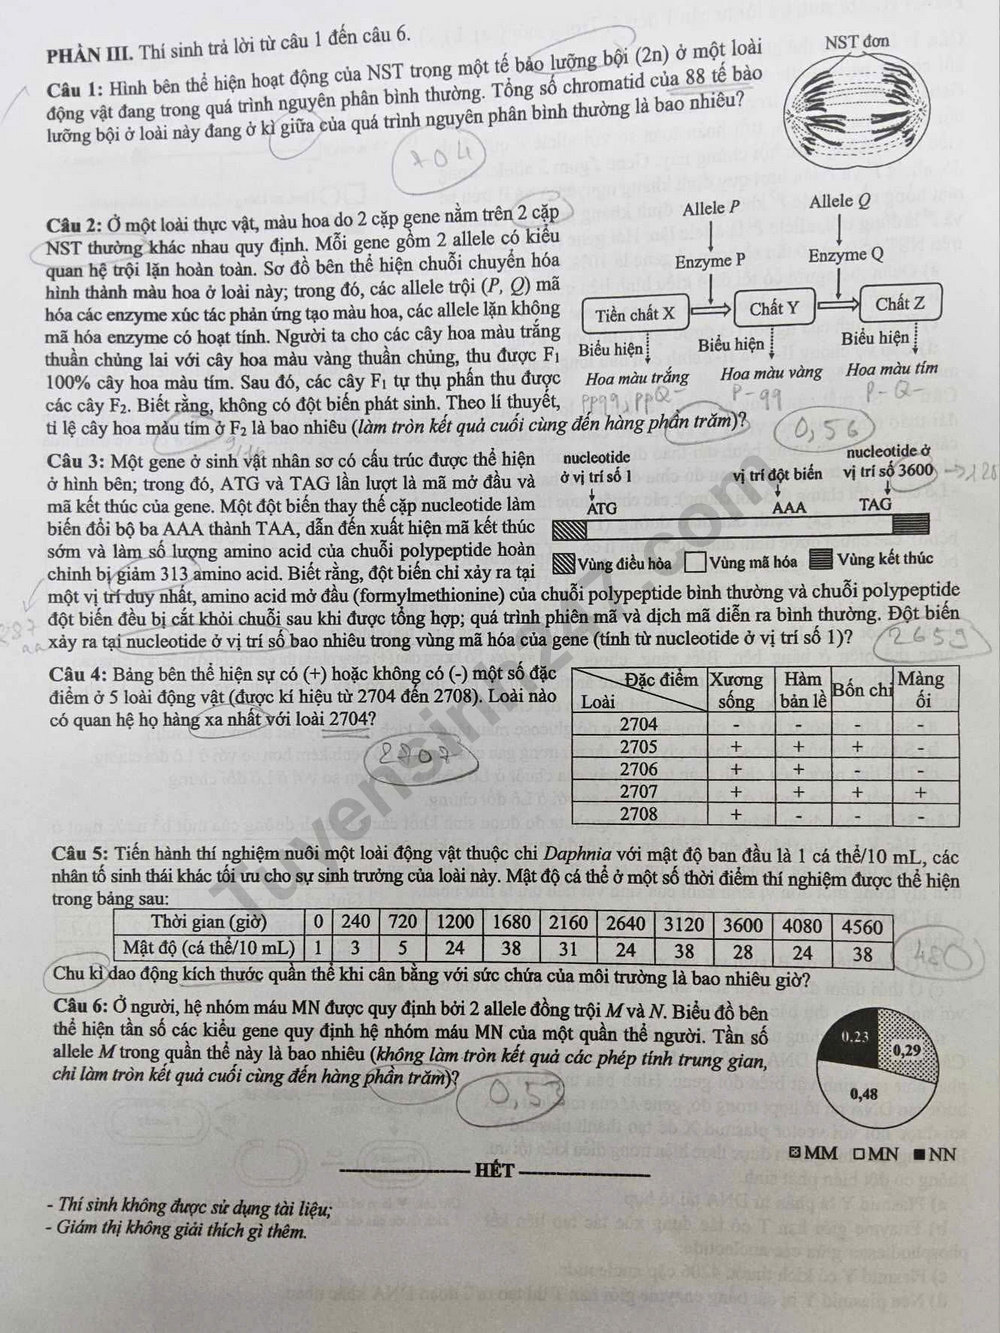 PHẦN III. Thí sinh trả lời từ câu 1 đến câu 6.
Câu 1: Hình bên thể hiện hoạt động của NST trong một tế bảo lưỡng bội (2n) ở một loài
động vật đang trong quá trình nguyên phân bình thường. Tổng số chromatid của 88 tế bào
lưỡng bội ở loài này đang ở kì giữa của quá trình nguyên phân bình thường là bao nhiêu?
NST đơn
704
Câu 2: Ở một loài thực vật, màu hoa do 2 cặp gene nằm trên 2 cặp
NST thường khác nhau quy định. Mỗi gene gồm 2 allele có kiểu
quan hệ trội lặn hoàn toàn. Sơ đồ bên thể hiện chuỗi chuyển hóa
hình thành màu hoa ở loài này; trong đó, các allele trội (P, Q) mã
hóa các enzyme xúc tác phản ứng tạo màu hoa, các allele lặn không
mã hóa enzyme có hoạt tính. Người ta cho các cây hoa màu trắng
thuần chủng lai với cây hoa màu vàng thuần chủng, thu được F1
100% cây hoa màu tím. Sau đó, các cây F1 tự thụ phấn thu được
các cây F2. Biết rằng, không có đột biến phát sinh. Theo lí thuyết,
tỉ lệ cây hoa màu tím ở F2 là bao nhiêu (làm tròn kết quả cuối cùng đến hàng phần trăm)?
Allele P
Allele Q
Enzyme P
Enzyme Q
Tiền chất X
Chất Y
Chất Z
Biểu hiện
Biểu hiện
Biểu hiện
Hoa màu trắng
Hoa màu vàng
Hoa màu tím
ppqq, ppQ-
P-qq
P-Q-
9/16
0,56
Câu 3: Một gene ở sinh vật nhân sơ có cấu trúc được thể hiện
ở hình bên; trong đó, ATG và TAG lần lượt là mã mở đầu và
mã kết thúc của gene. Một đột biến thay thế cặp nucleotide làm
biến đổi bộ ba AAA thành TAA, dẫn đến xuất hiện mã kết thúc
sớm và làm số lượng amino acid của chuỗi polypeptide hoàn
chỉnh bị giảm 313 amino acid. Biết rằng, đột biến chỉ xảy ra tại
một vị trí duy nhất, amino acid mở đầu (formylmethionine) của chuỗi polypeptide bình thường và chuỗi polypeptide
đột biến đều bị cắt khỏi chuỗi sau khi được tổng hợp; quá trình phiên mã và dịch mã diễn ra bình thường. Đột biến
xảy ra tại nucleotide ở vị trí số bao nhiêu trong vùng mã hóa của gene (tính từ nucleotide ở vị trí số 1)?
nucleotide
ở vị trí số 1
vị trí đột biến
nucleotide ở
vị trí số 3600
ATG
AAA
TAG
Vùng điều hòa
Vùng mã hóa
Vùng kết thúc
2659
Câu 4: Bảng bên thể hiện sự có (+) hoặc không có (-) một số đặc
điểm ở 5 loài động vật (được kí hiệu từ 2704 đến 2708). Loài nào
có quan hệ họ hàng xa nhất với loài 2704?
2707
Đặc điểm Loài Xương sống Hàm bản lề Bốn chi Màng ối
2704 - - - -
2705 + + + -
2706 + + - -
2707 + + + +
2708 + - - -
Câu 5: Tiến hành thí nghiệm nuôi một loài động vật thuộc chi Daphnia với mật độ ban đầu là 1 cá thể/10 mL, các
nhân tố sinh thái khác tối ưu cho sự sinh trưởng của loài này. Mật độ cá thể ở một số thời điểm thí nghiệm được thể hiện
trong bảng sau:
Thời gian (giờ) 0 240 720 1200 1680 2160 2640 3120 3600 4080 4560
Mật độ (cá thể/10 mL) 1 3 5 24 38 31 24 38 28 24 38
Chu kì dao động kích thước quần thể khi cân bằng với sức chứa của môi trường là bao nhiêu giờ?
480
Câu 6: Ở người, hệ nhóm máu MN được quy định bởi 2 allele đồng trội M và N. Biểu đồ bên
thể hiện tần số các kiểu gene quy định hệ nhóm máu MN của một quần thể người. Tần số
allele M trong quần thể này là bao nhiêu (không làm tròn kết quả các phép tính trung gian,
chỉ làm tròn kết quả cuối cùng đến hàng phần trăm)?
0,53
0.23
0,29
0,48
MM MN NN
HẾT
- Thí sinh không được sử dụng tài liệu;
- Giám thị không giải thích gì thêm.
Tuyensinh247.com